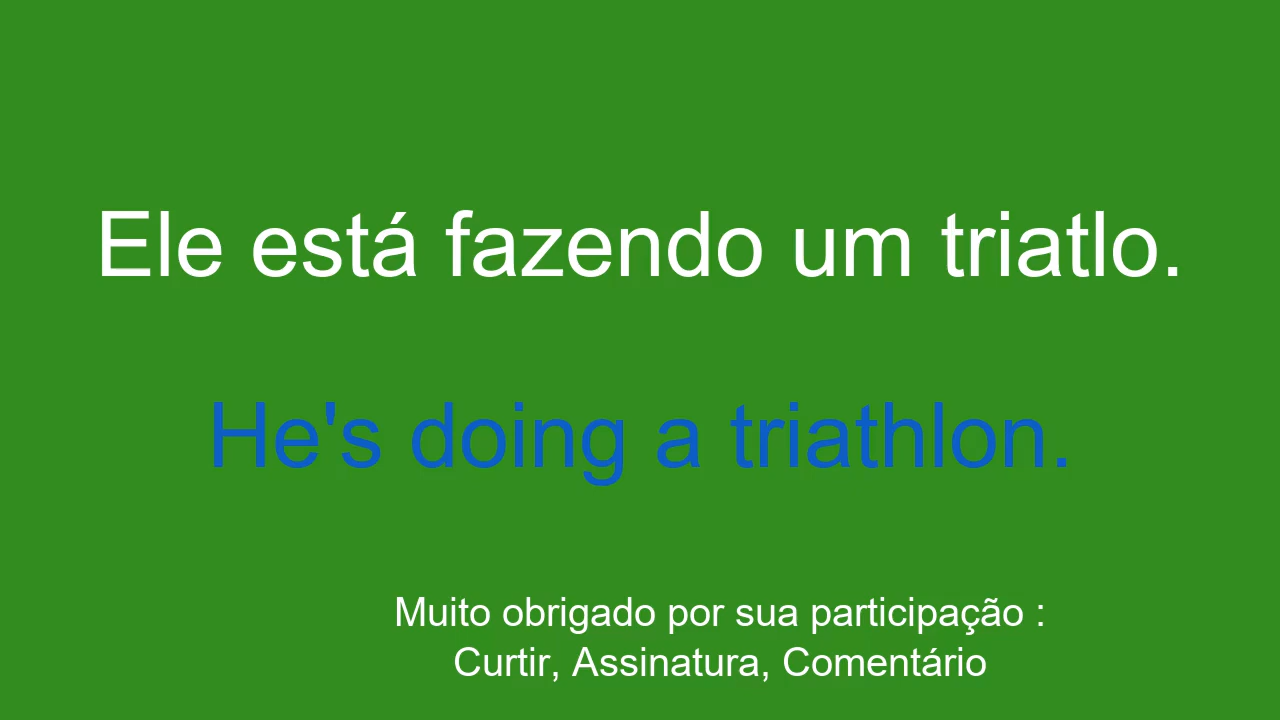 Ele está fazendo um triatlo.
He's doing a triathlon.
Muito obrigado por sua participação :
Curtir, Assinatura, Comentário